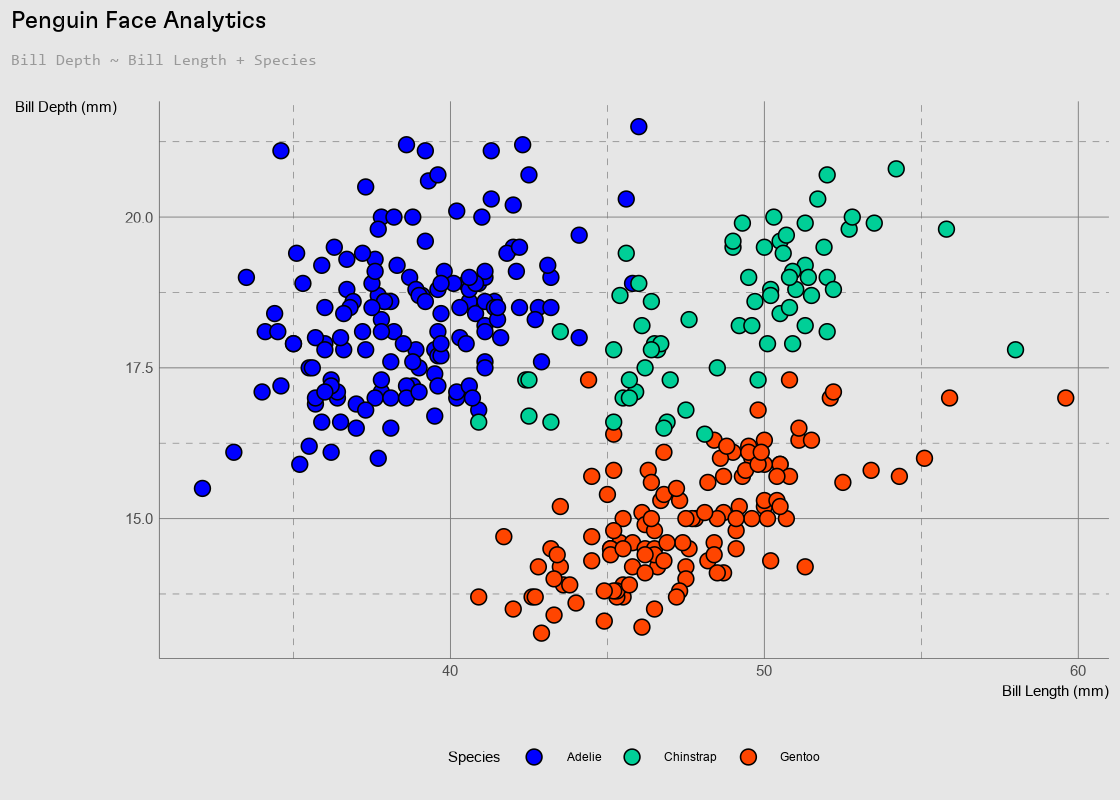 Penguin Face Analytics
Bill Depth ~ Bill Length + Species
Bill Depth (mm)
20.0
17.5
15.0
40 50 60
Bill Length (mm)
Species Adelie Chinstrap Gentoo